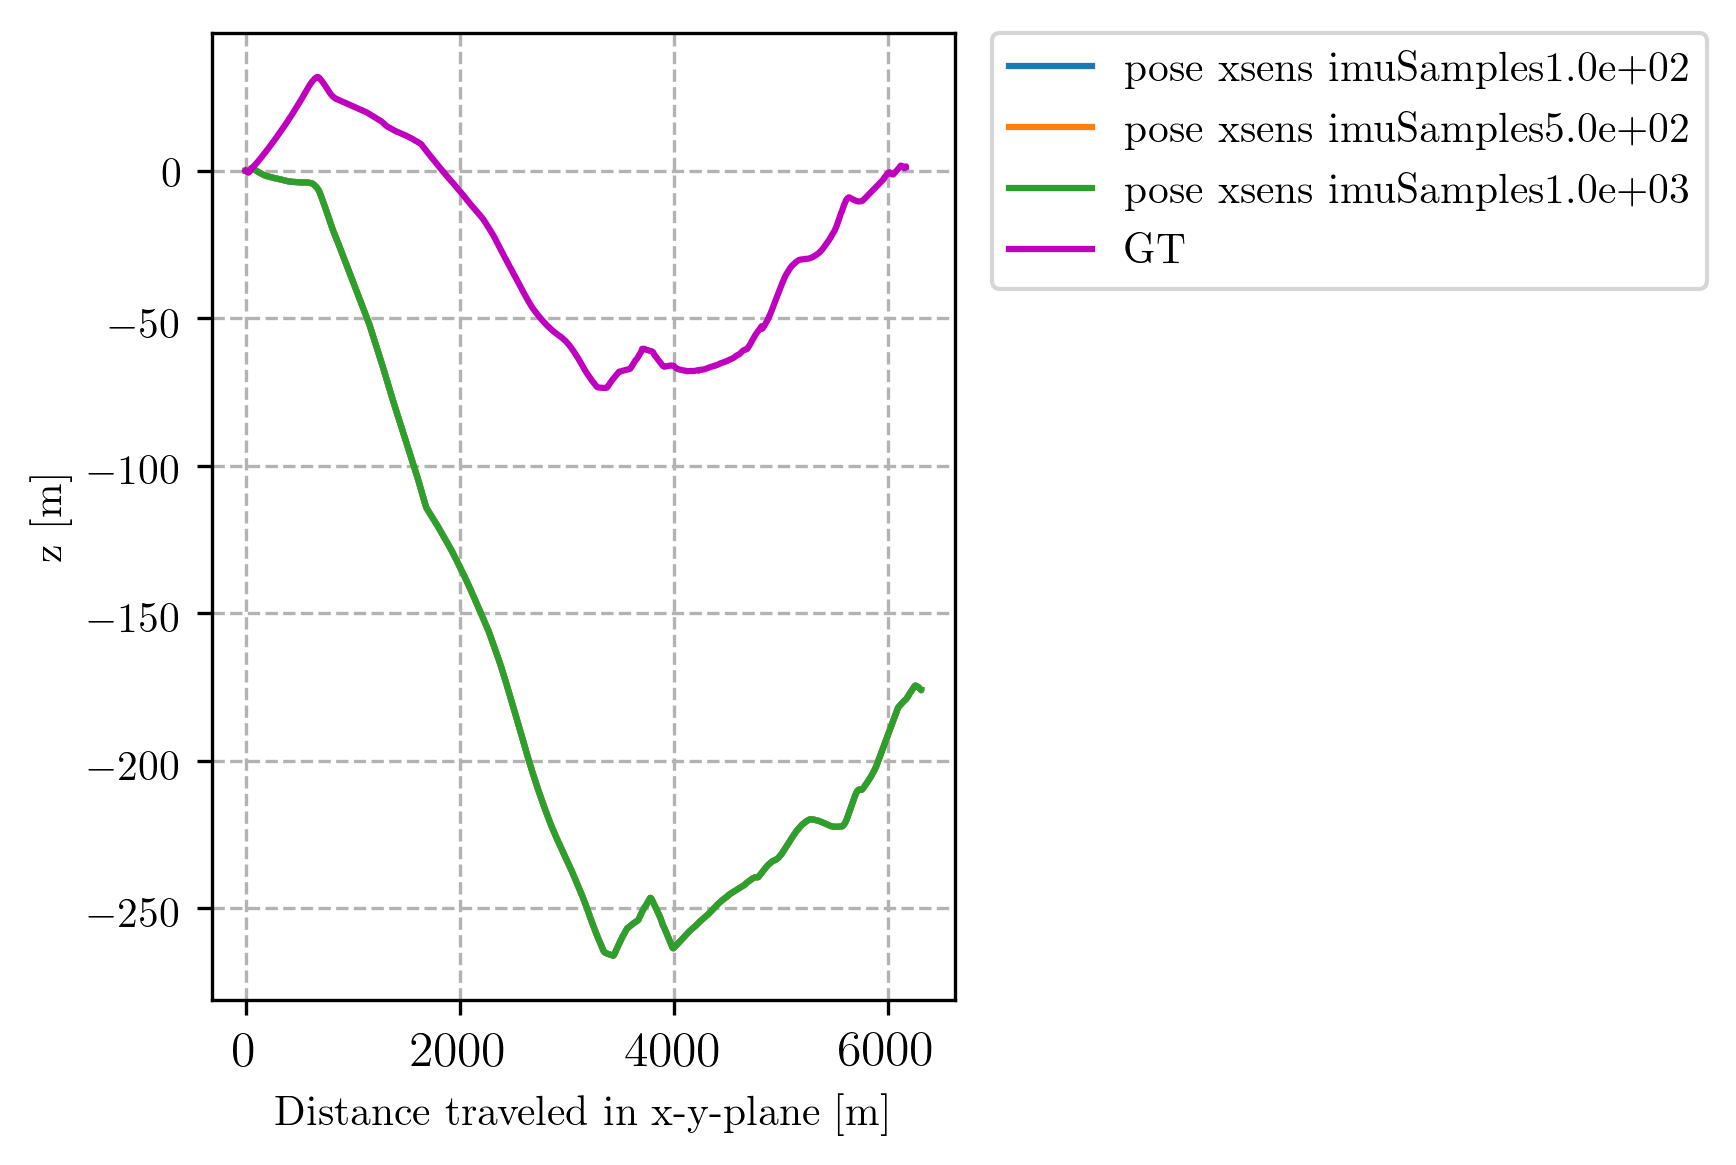 pose xsens imuSamples1.0e+02
pose xsens imuSamples5.0e+02
pose xsens imuSamples1.0e+03
GT
0
−50
−100
−150
−200
−250
z [m]
0 2000 4000 6000
Distance traveled in x-y-plane [m]